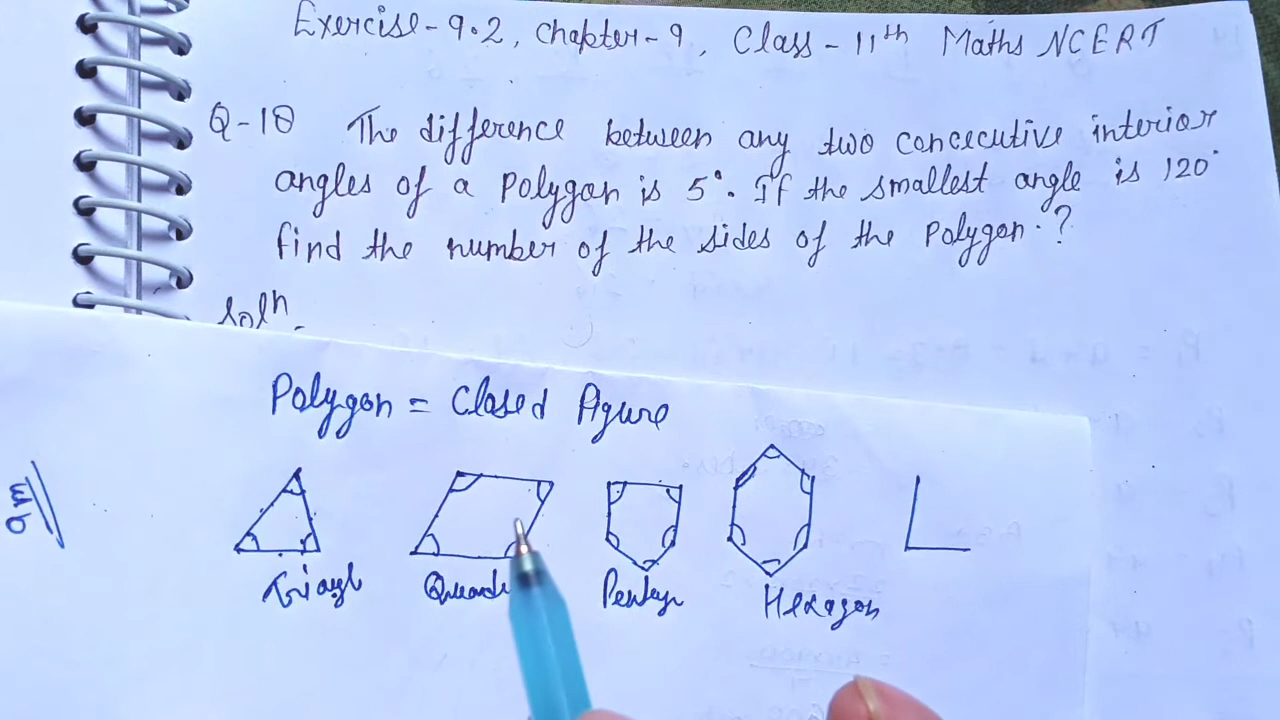 Exercise-9.2, Chapter-9, Class-11th Maths NCERT
Q-18 The difference between any two concecutive interior
angles of a polygon is 5°. If the smallest angle is 120°
find the number of the sides of the polygon.?
Solh
Polygon = Closed Figure
Hexagon